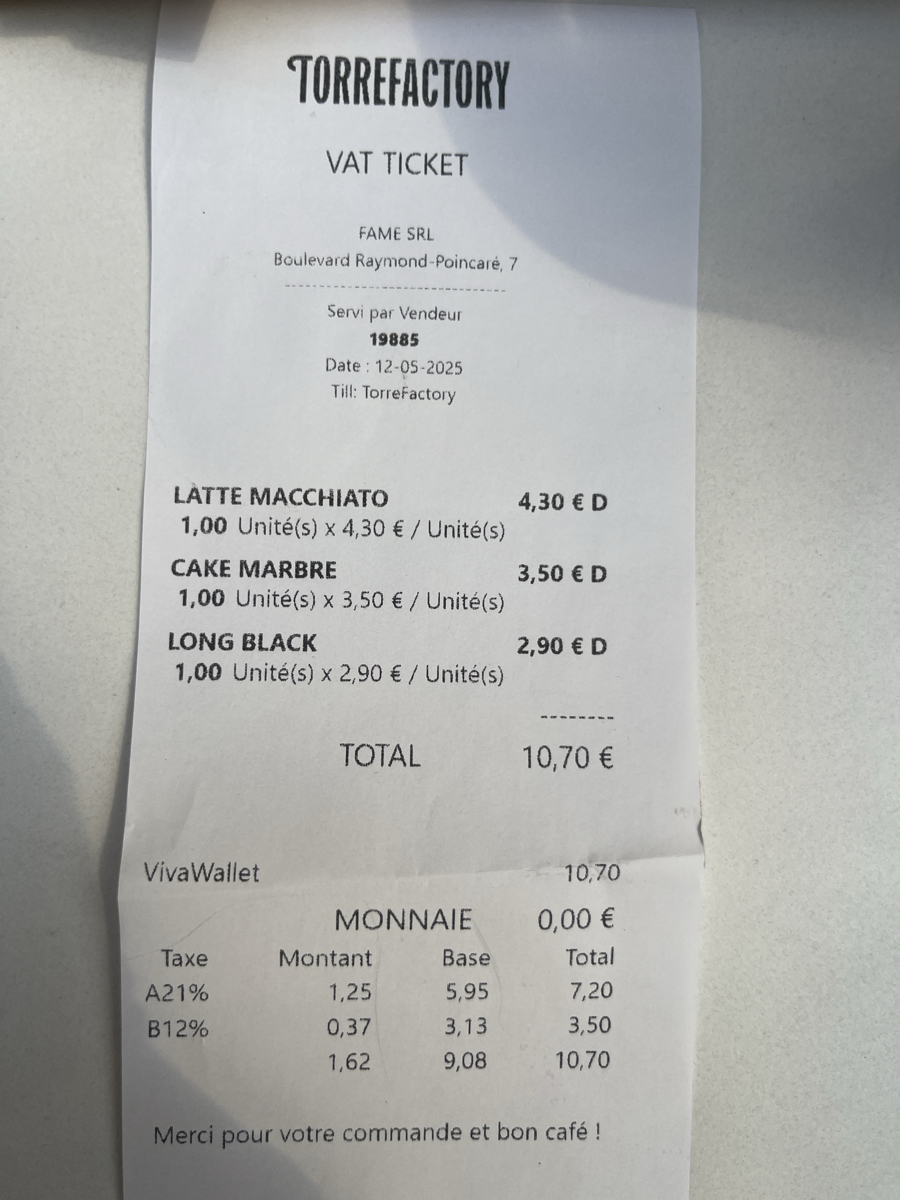 TORREFACTORY
VAT TICKET
FAME SRL
Boulevard Raymond-Poincaré, 7
--------------------------------
Servi par Vendeur
19885
Date : 12-05-2025
Till: TorreFactory
LATTE MACCHIATO 4,30 € D
1,00 Unité(s) x 4,30 € / Unité(s)
CAKE MARBRE 3,50 € D
1,00 Unité(s) x 3,50 € / Unité(s)
LONG BLACK 2,90 € D
1,00 Unité(s) x 2,90 € / Unité(s)
--------
TOTAL 10,70 €
VivaWallet 10,70
MONNAIE 0,00 €
Taxe Montant Base Total
A21% 1,25 5,95 7,20
B12% 0,37 3,13 3,50
1,62 9,08 10,70
Merci pour votre commande et bon café !